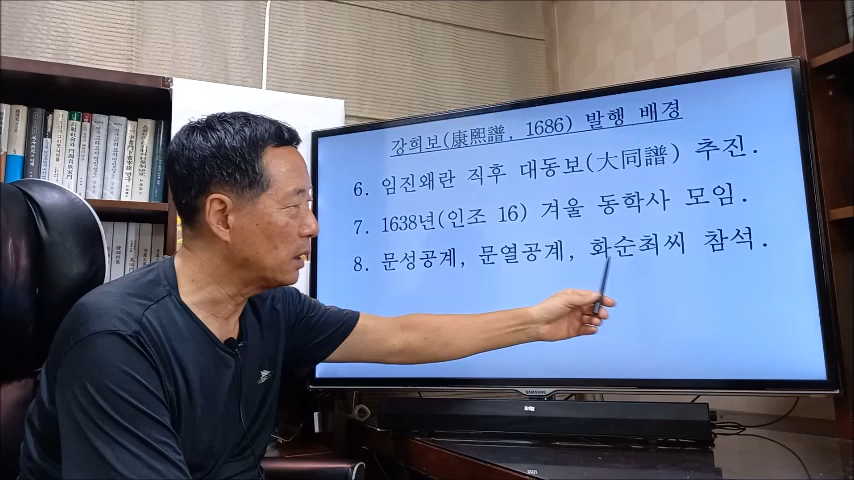 강희보(康熙譜, 1686) 발행 배경
6. 임진왜란 직후 대동보(大同譜) 추진.
7. 1638년(인조 16) 겨울 동학사 모임.
8. 문성공계, 문열공계, 화순최씨 참석.
SAMSUNG
Britz